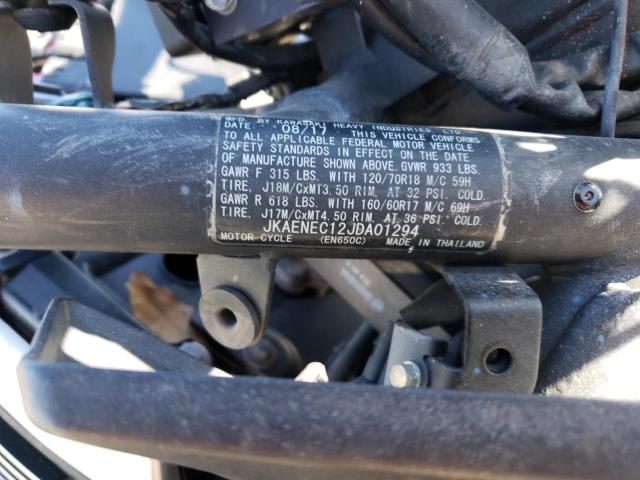 MFD. BY KAWASAKI HEAVY INDUSTRIES, LTD.
DATE: 08/17 THIS VEHICLE CONFORMS
TO ALL APPLICABLE FEDERAL MOTOR VEHICLE
SAFETY STANDARDS IN EFFECT ON THE DATE
OF MANUFACTURE SHOWN ABOVE. GVWR 933 LBS.
GAWR F 315 LBS. WITH 120/70R18 M/C 59H
TIRE, J18M/CxMT3.50 RIM, AT 32 PSI. COLD.
GAWR R 618 LBS. WITH 160/60R17 M/C 69H
TIRE, J17M/CxMT4.50 RIM, AT 36 PSI. COLD.
JKAENEC12JDA01294
MOTOR CYCLE (EN650C) MADE IN THAILAND